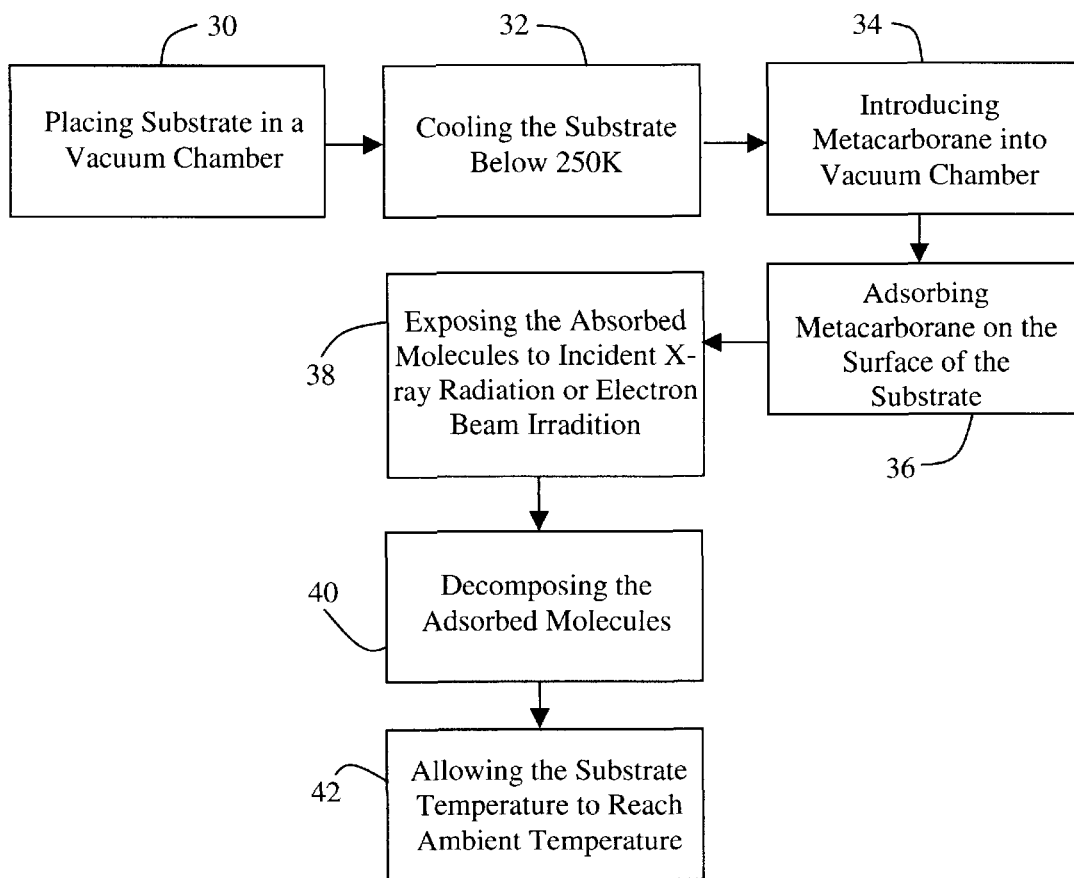 30
Placing Substrate in a
Vacuum Chamber
32
Cooling the Substrate
Below 250K
34
Introducing
Metacarborane into
Vacuum Chamber
Adsorbing
Metacarborane on the
Surface of the
Substrate
36
Exposing the Absorbed
Molecules to Incident X-
ray Radiation or Electron
Beam Irradition
38
Decomposing the
Adsorbed Molecules
40
Allowing the Substrate
Temperature to Reach
Ambient Temperature
42